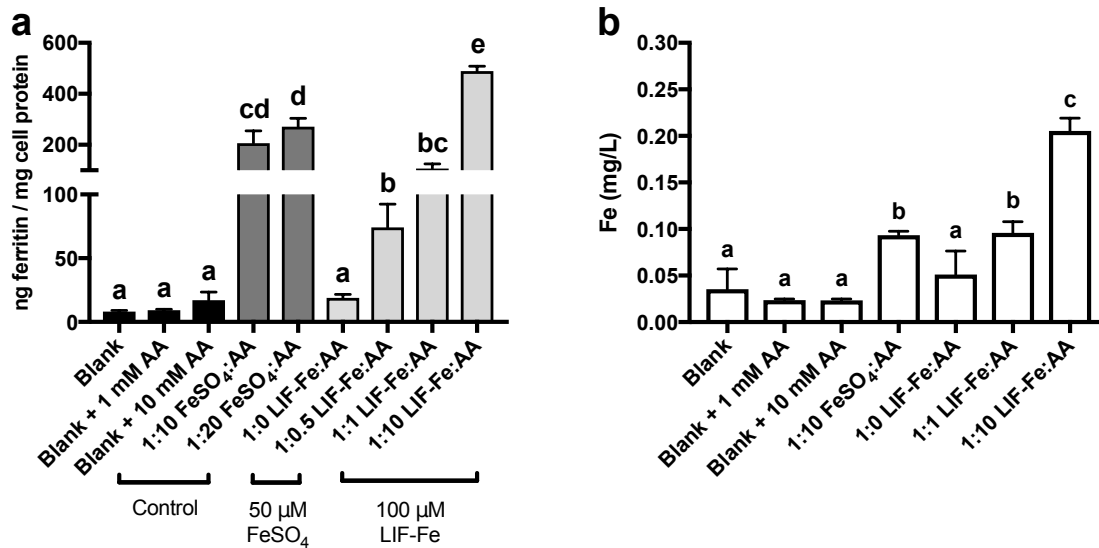 a
ng ferritin / mg cell protein
600
400
200
100
50
0
a
a
a
cd
d
a
b
bc
e
Blank
Blank + 1 mM AA
Blank + 10 mM AA
1:10 FeSO₄:AA
1:20 FeSO₄:AA
1:0 LIF-Fe:AA
1:0.5 LIF-Fe:AA
1:1 LIF-Fe:AA
1:10 LIF-Fe:AA
Control
50 µM
FeSO₄
100 µM
LIF-Fe
b
Fe (mg/L)
0.30
0.25
0.20
0.15
0.10
0.05
0.00
a
a
a
b
a
b
c
Blank
Blank + 1 mM AA
Blank + 10 mM AA
1:10 FeSO₄:AA
1:0 LIF-Fe:AA
1:1 LIF-Fe:AA
1:10 LIF-Fe:AA